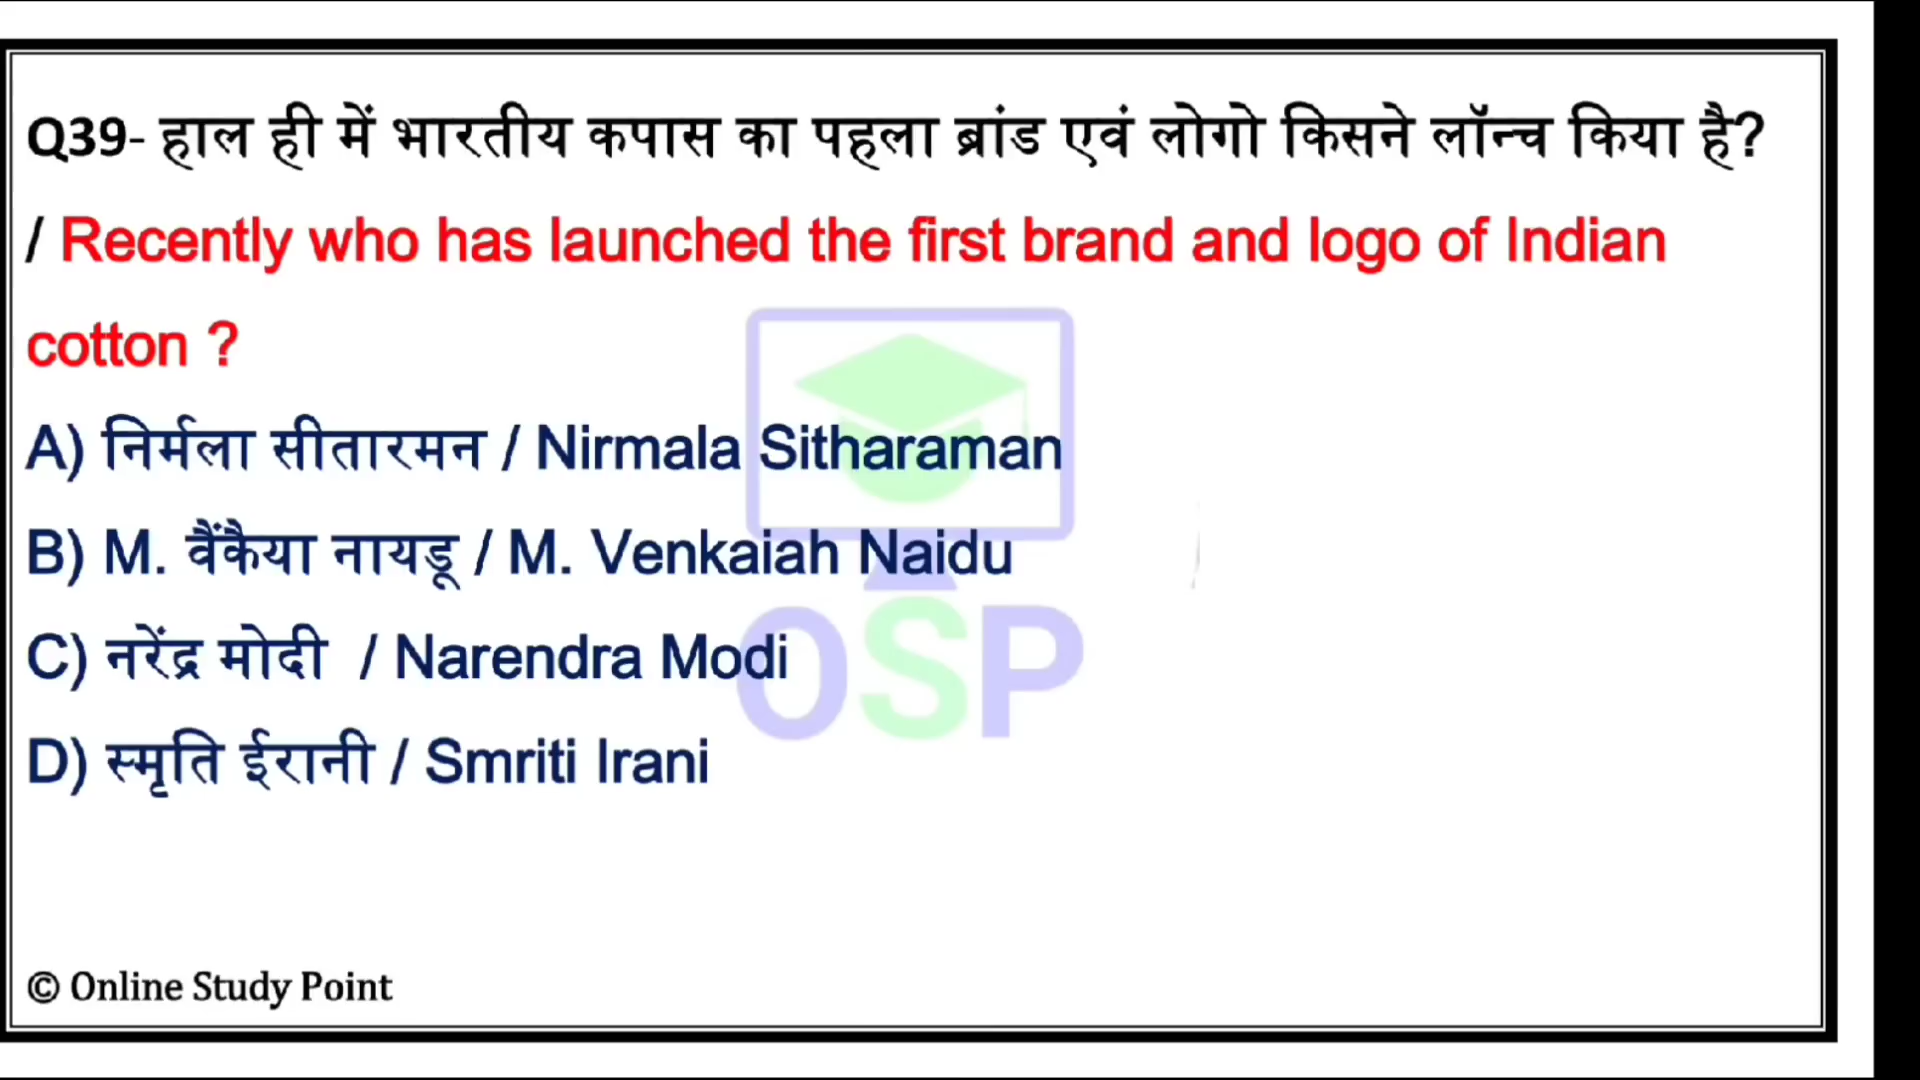 Q39- हाल ही में भारतीय कपास का पहला ब्रांड एवं लोगो किसने लॉन्च किया है?
/ Recently who has launched the first brand and logo of Indian
cotton ?
A) निर्मला सीतारमन / Nirmala Sitharaman
B) M. वैंकैया नायडू / M. Venkaiah Naidu
C) नरेंद्र मोदी / Narendra Modi
D) स्मृति ईरानी / Smriti Irani
OSP
© Online Study Point